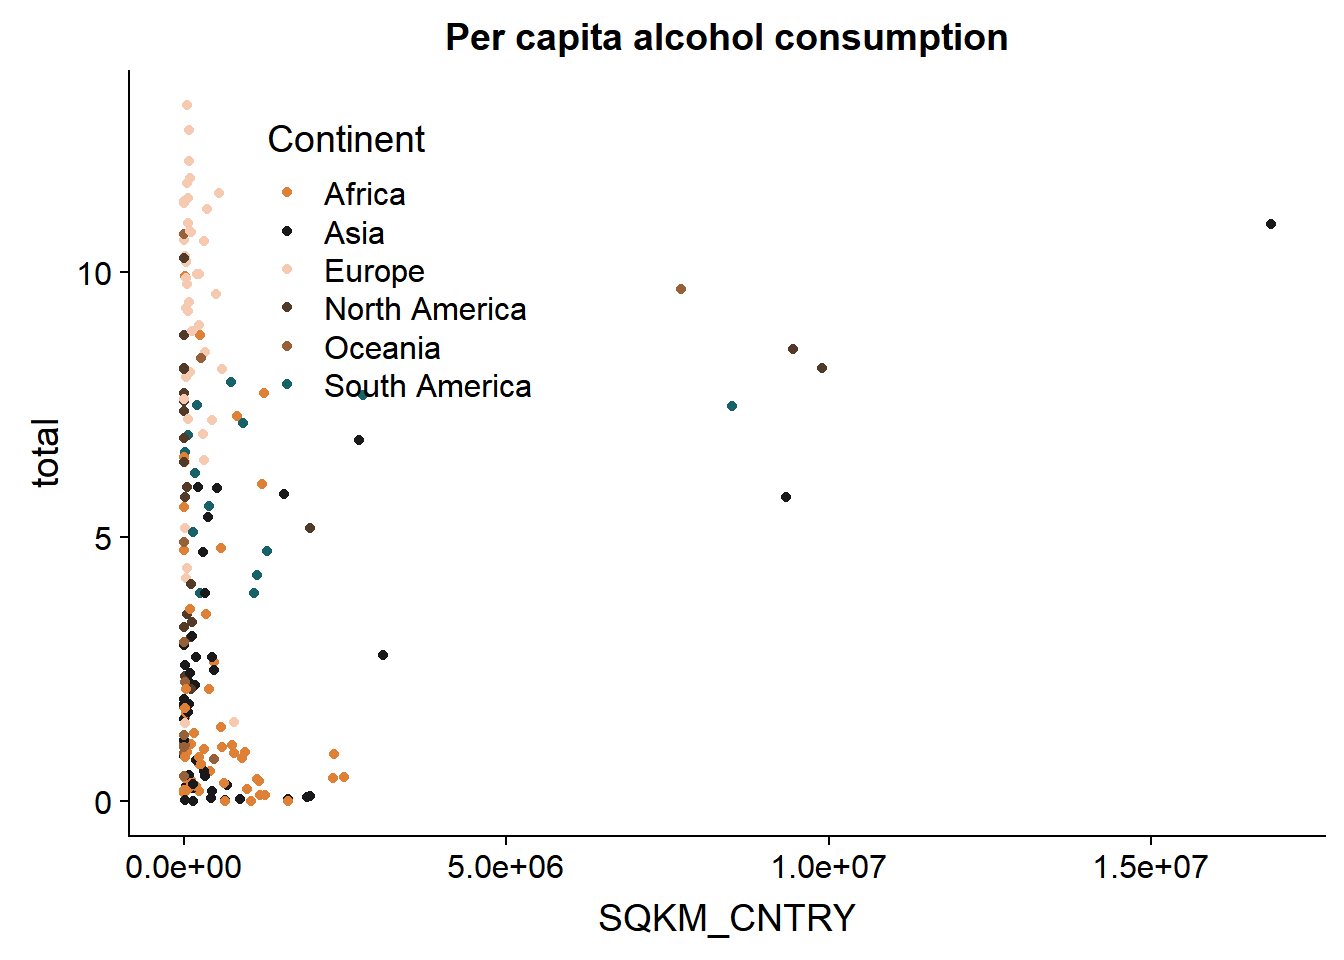 Per capita alcohol consumption
Continent
Africa
Asia
Europe
North America
Oceania
South America
total
10
5
0
0.0e+00
5.0e+06
1.0e+07
1.5e+07
SQKM_CNTRY